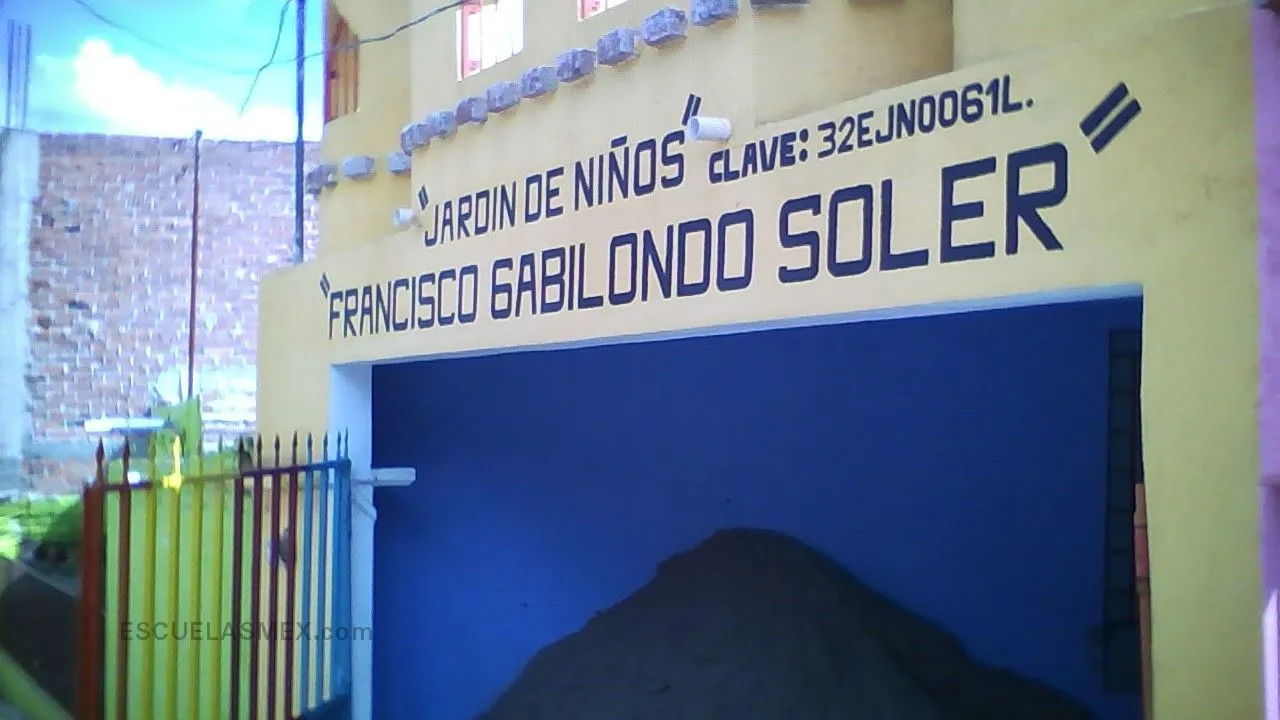 "JARDIN DE NIÑOS" CLAVE: 32EJN0061L.
"FRANCISCO GABILONDO SOLER"
ESCUELASMEX.com